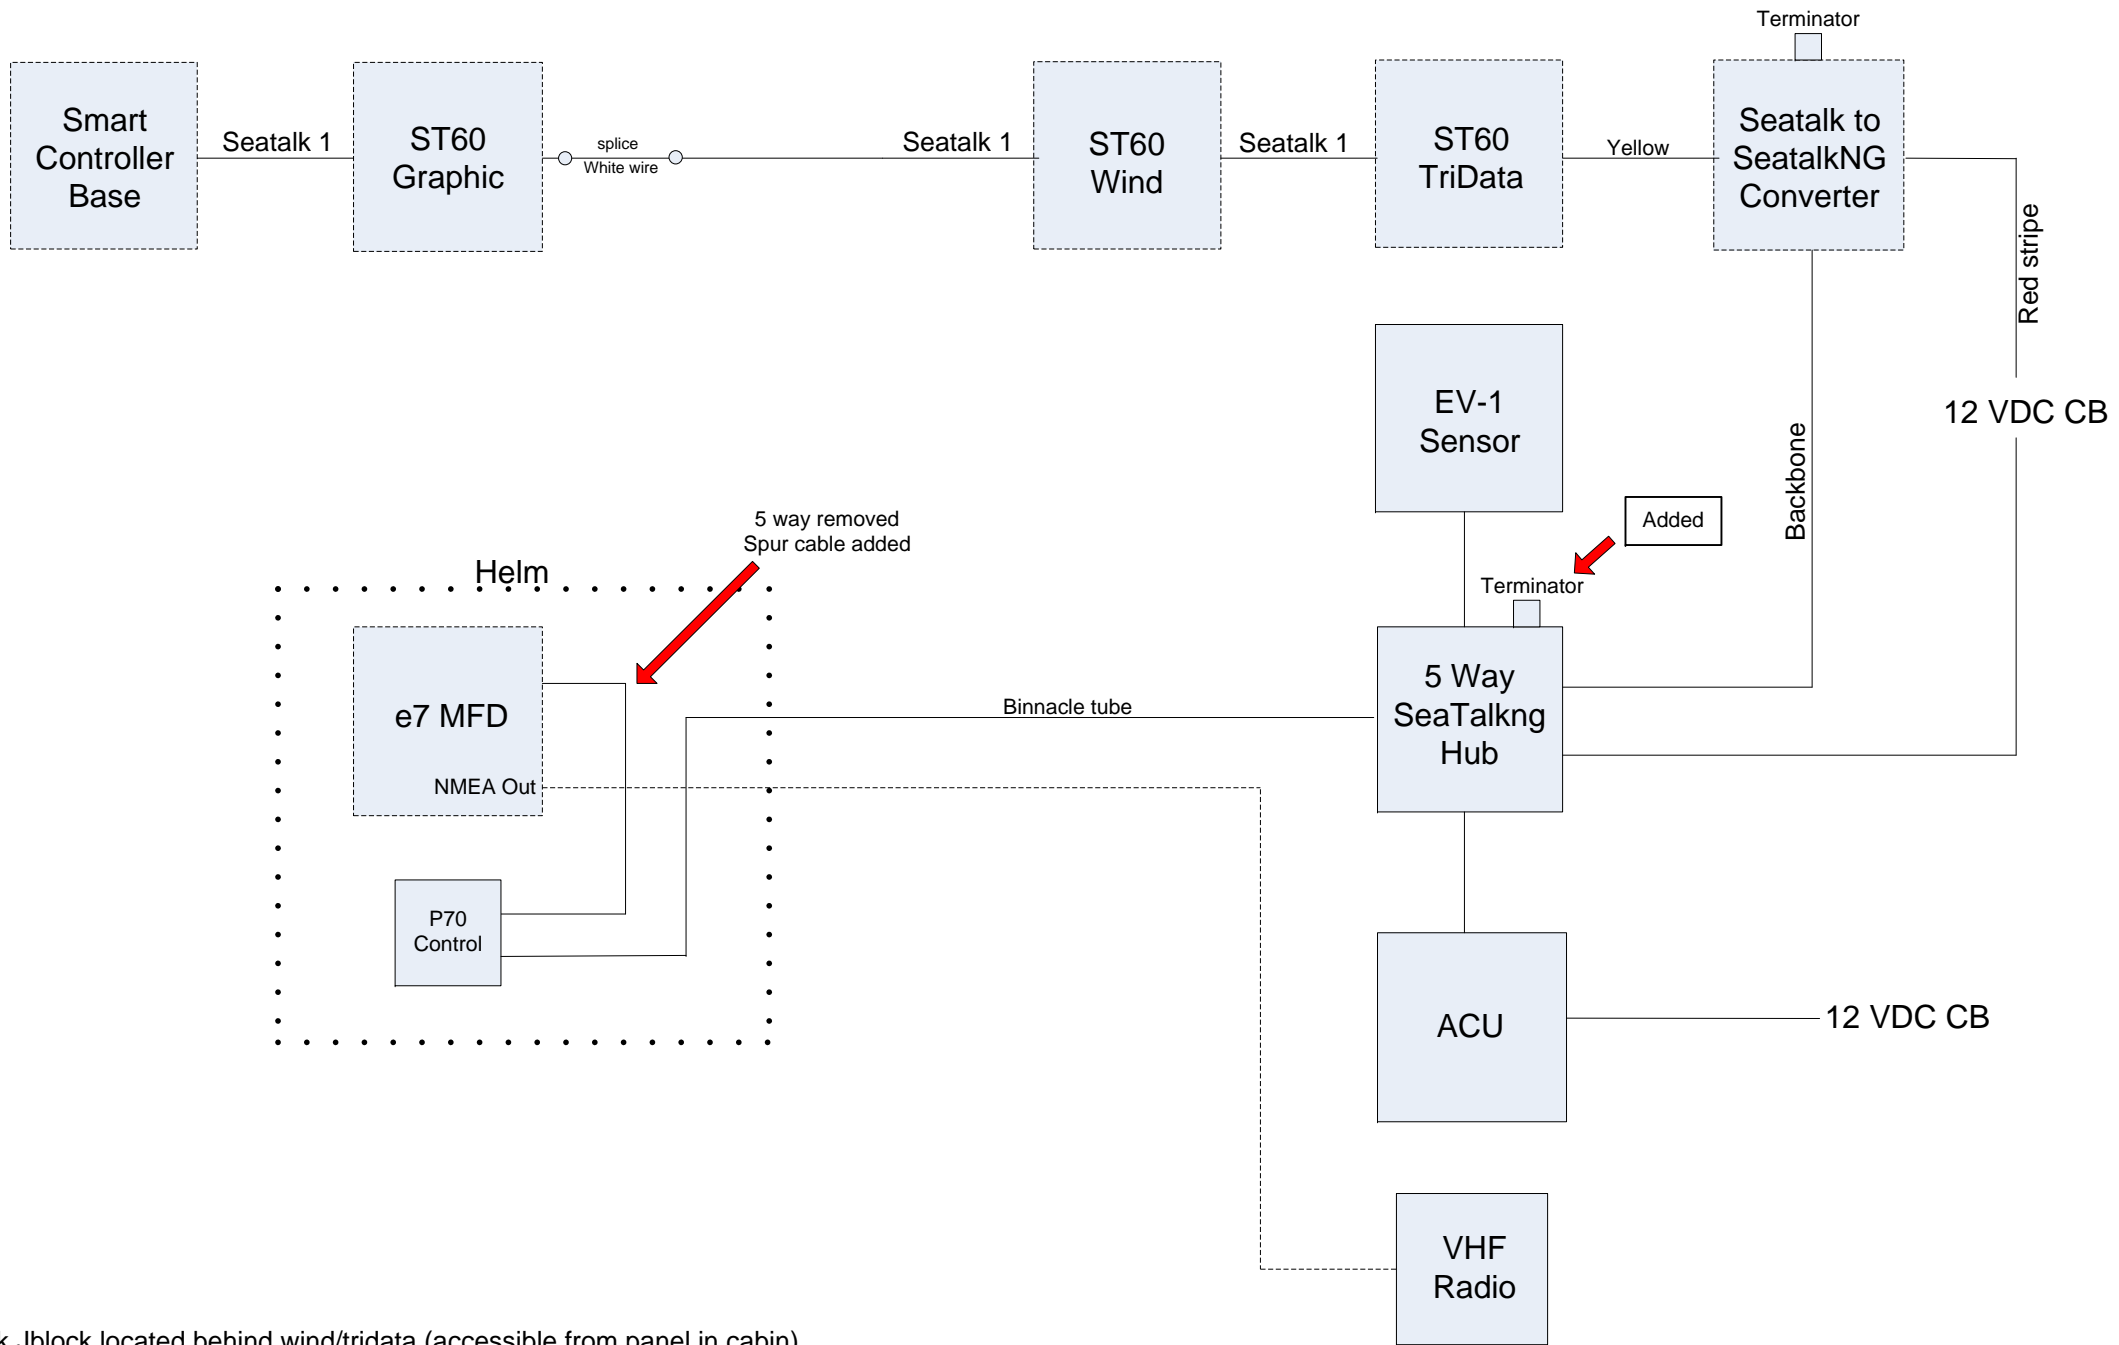 Terminator
Smart
Controller
Base
Seatalk 1
ST60
Graphic
splice
White wire
Seatalk 1
ST60
Wind
Seatalk 1
ST60
TriData
Yellow
Seatalk to
SeatalkNG
Converter
Red stripe
12 VDC CB
Backbone
EV-1
Sensor
Added
Terminator
5 way removed
Spur cable added
Helm
e7 MFD
NMEA Out
Binnacle tube
5 Way
SeaTalkng
Hub
P70
Control
ACU
12 VDC CB
VHF
Radio
Jblock located behind wind/tridata (accessible from panel in cabin)